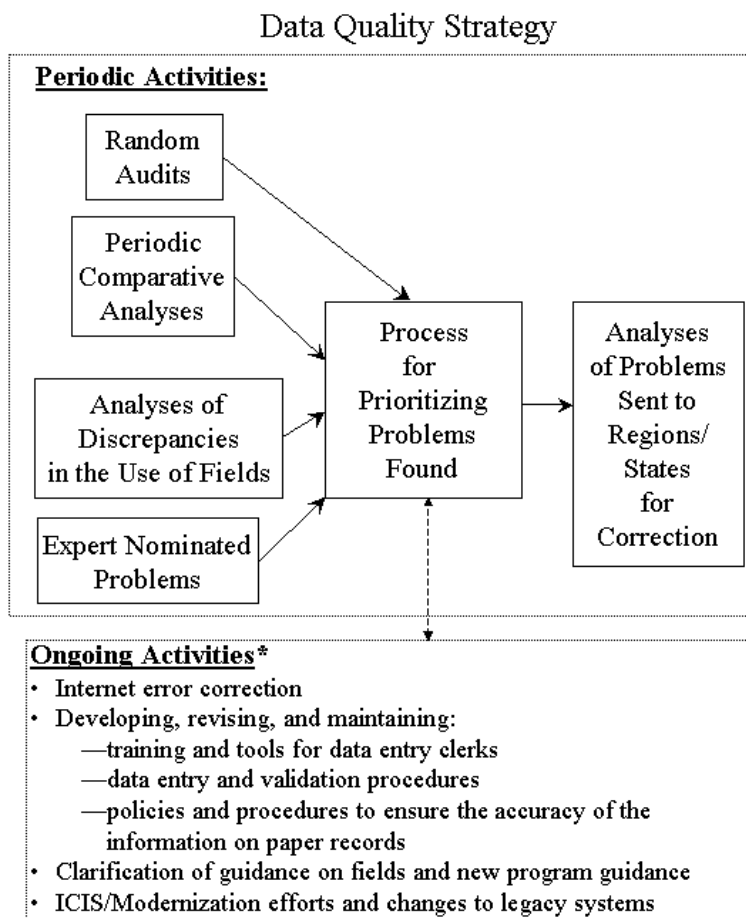 Data Quality Strategy
Periodic Activities:
Random
Audits
Periodic
Comparative
Analyses
Analyses of
Discrepancies
in the Use of Fields
Expert Nominated
Problems
Process
for
Prioritizing
Problems
Found
Analyses
of Problems
Sent to
Regions/
States
for
Correction
Ongoing Activities*
• Internet error correction
• Developing, revising, and maintaining:
—training and tools for data entry clerks
—data entry and validation procedures
—policies and procedures to ensure the accuracy of the
information on paper records
• Clarification of guidance on fields and new program guidance
• ICIS/Modernization efforts and changes to legacy systems